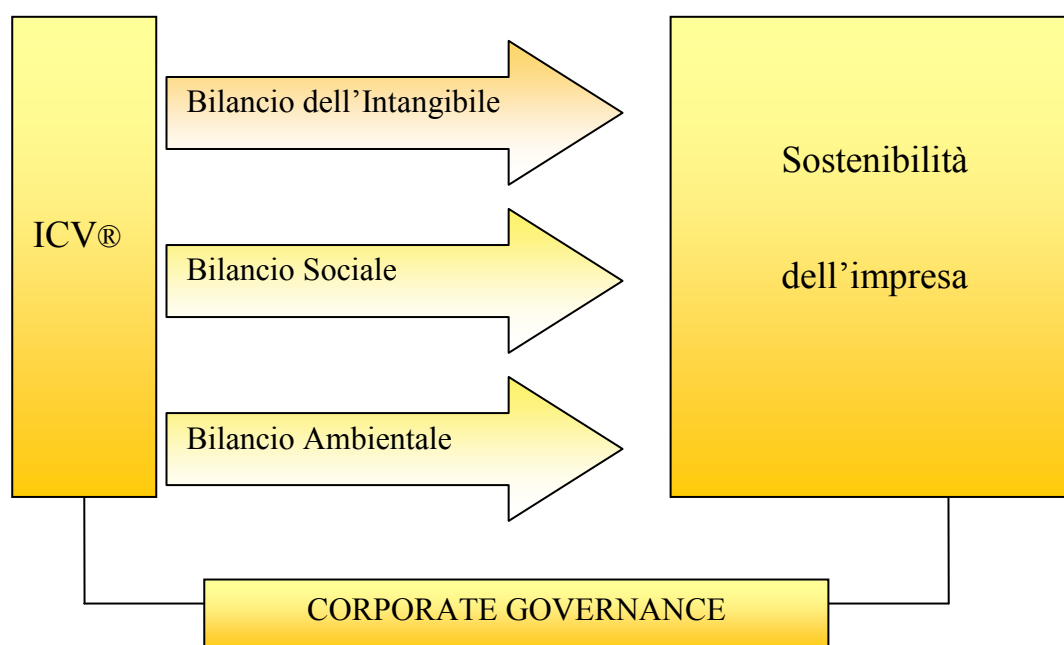 ICV®
Bilancio dell’Intangibile
Bilancio Sociale
Bilancio Ambientale
Sostenibilità
dell’impresa
CORPORATE GOVERNANCE